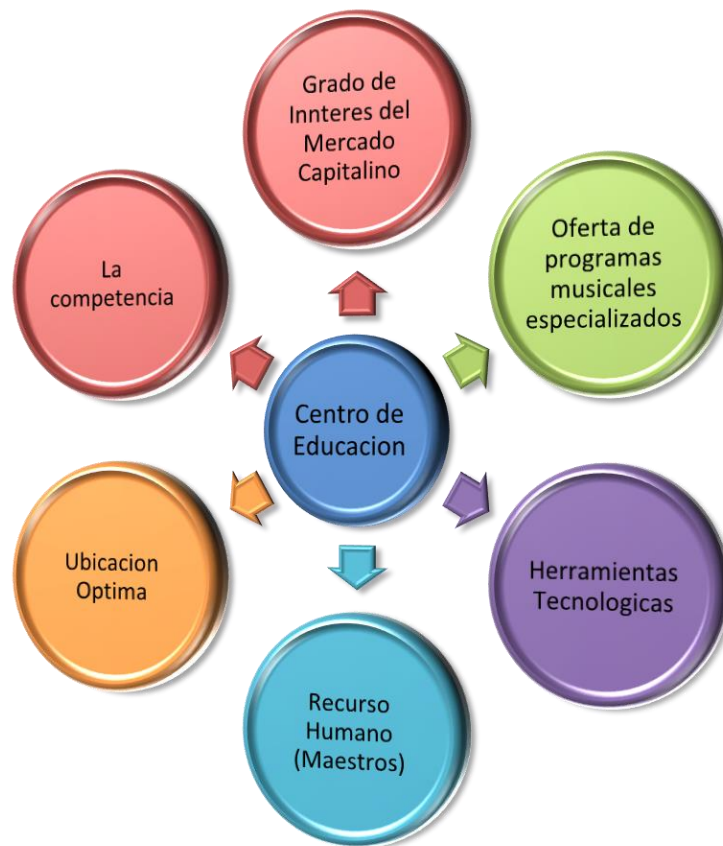 Grado de
Innteres del
Mercado
Capitalino
Oferta de
programas
musicales
especializados
Herramientas
Tecnologicas
Recurso
Humano
(Maestros)
Ubicacion
Optima
La
competencia
Centro de
Educacion